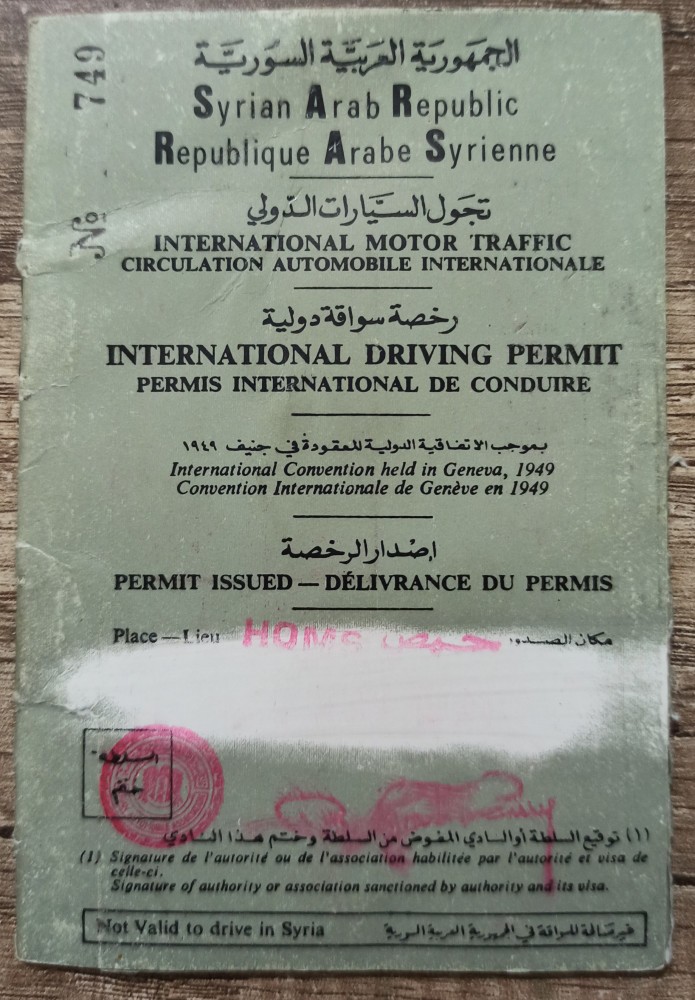 № 749
الجمهورية العربية السورية
Syrian Arab Republic
Republique Arabe Syrienne
تجول السيارات الدولي
INTERNATIONAL MOTOR TRAFFIC
CIRCULATION AUTOMOBILE INTERNATIONALE
رخصة سواقة دولية
INTERNATIONAL DRIVING PERMIT
PERMIS INTERNATIONAL DE CONDUIRE
بموجب الاتفاقية الدولية المعقودة في جنيف ١٩٤٩
International Convention held in Geneva, 1949
Convention Internationale de Genève en 1949
إصدار الرخصة
PERMIT ISSUED — DÉLIVRANCE DU PERMIS
Place — Lieu HOMS حمص مكان الصدور
السلطة
ختم
(١) توقيع السلطة أو النادي المفوض من السلطة وختم هذا النادي
(1) Signature de l'autorité ou de l'association habilitée par l'autorité et visa de
celle-ci.
Signature of authority or association sanctioned by authority and its visa.
Not Valid to drive in Syria غير صالحة للسواقة في الجمهورية العربية السورية